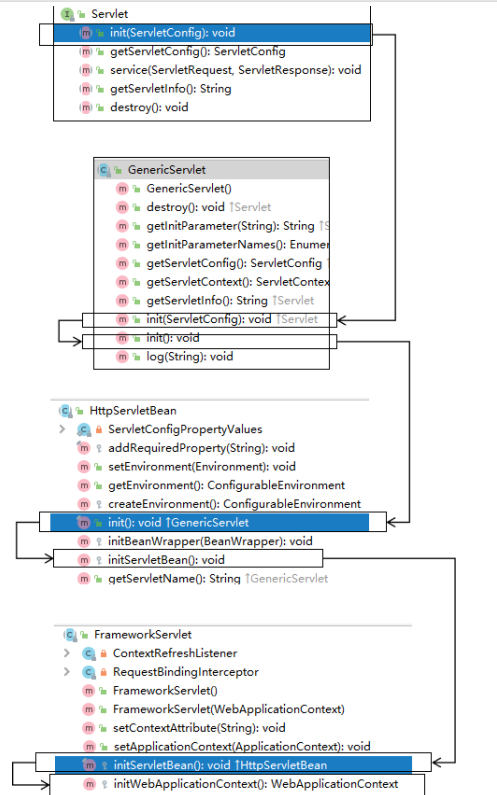 Servlet
init(ServletConfig): void
getServletConfig(): ServletConfig
service(ServletRequest, ServletResponse): void
getServletInfo(): String
destroy(): void
GenericServlet
GenericServlet()
destroy(): void ↑Servlet
getInitParameter(String): String ↑S
getInitParameterNames(): Enumer
getServletConfig(): ServletConfig ↑
getServletContext(): ServletContex
getServletInfo(): String ↑Servlet
init(ServletConfig): void ↑Servlet
init(): void
log(String): void
HttpServletBean
ServletConfigPropertyValues
addRequiredProperty(String): void
setEnvironment(Environment): void
getEnvironment(): ConfigurableEnvironment
createEnvironment(): ConfigurableEnvironment
init(): void ↑GenericServlet
initBeanWrapper(BeanWrapper): void
initServletBean(): void
getServletName(): String ↑GenericServlet
FrameworkServlet
ContextRefreshListener
RequestBindingInterceptor
FrameworkServlet()
FrameworkServlet(WebApplicationContext)
setContextAttribute(String): void
setApplicationContext(ApplicationContext): void
initServletBean(): void ↑HttpServletBean
initWebApplicationContext(): WebApplicationContext